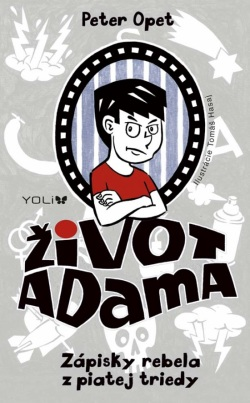 Peter Opet
Ilustrácie Tomáš Hasaj
YOLi
ŽiVOT
ADAMA
Zápisky rebela
z piatej triedy